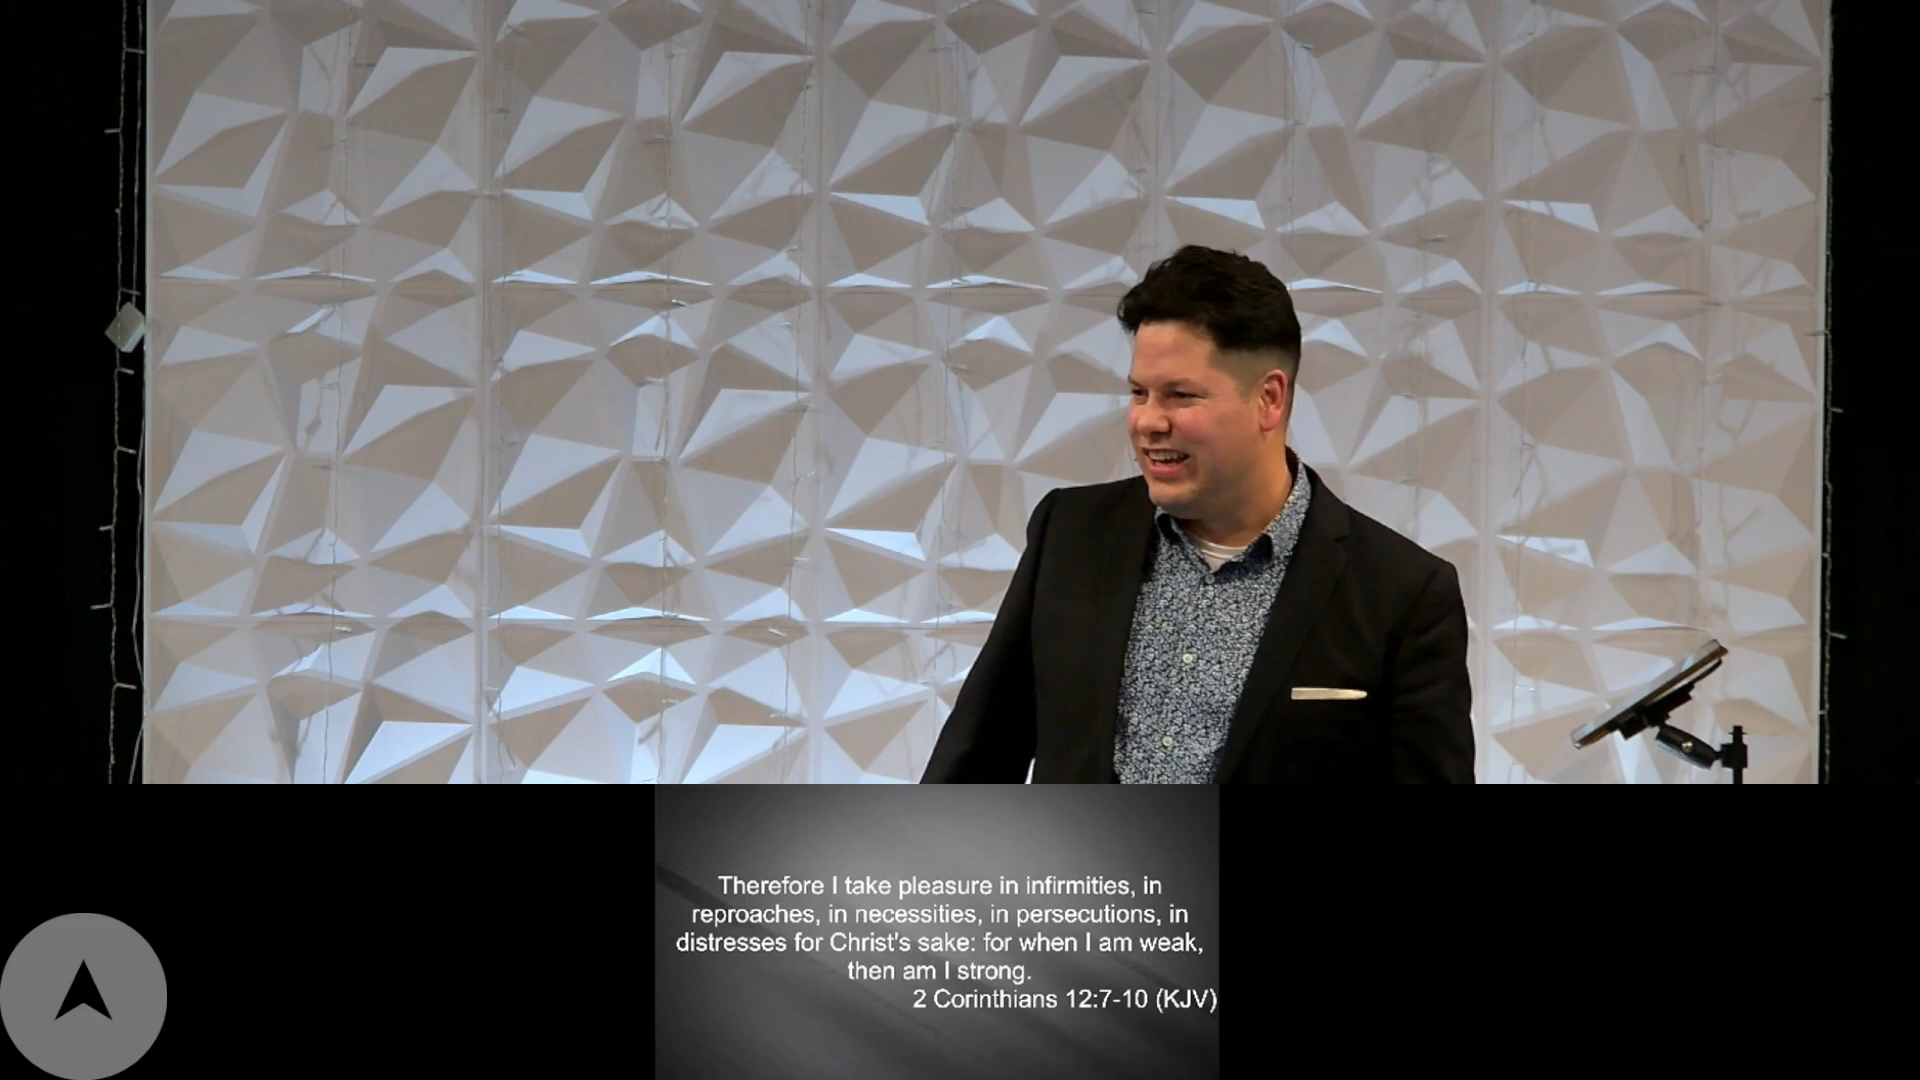 Therefore I take pleasure in infirmities, in
reproaches, in necessities, in persecutions, in
distresses for Christ's sake: for when I am weak,
then am I strong.
2 Corinthians 12:7-10 (KJV)